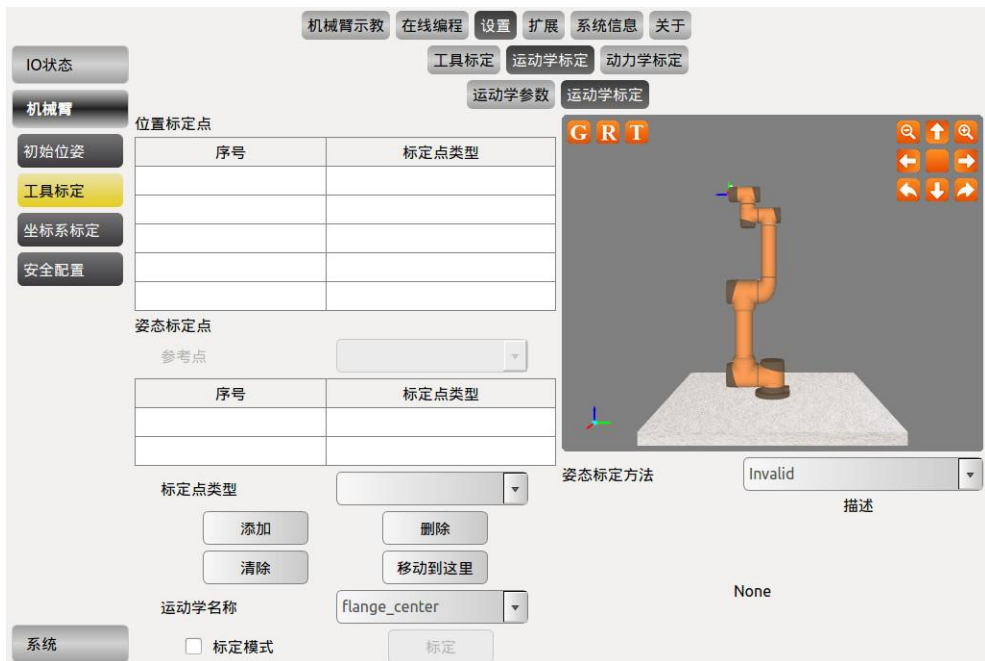 机械臂示教 在线编程 设置 扩展 系统信息 关于
工具标定 运动学标定 动力学标定
运动学参数 运动学标定
IO状态
机械臂
初始位姿
工具标定
坐标系标定
安全配置
系统
位置标定点
序号 标定点类型
姿态标定点
参考点
序号 标定点类型
标定点类型
添加 删除
清除 移动到这里
运动学名称 flange_center
标定模式 标定
G R T
姿态标定方法 Invalid
描述
None